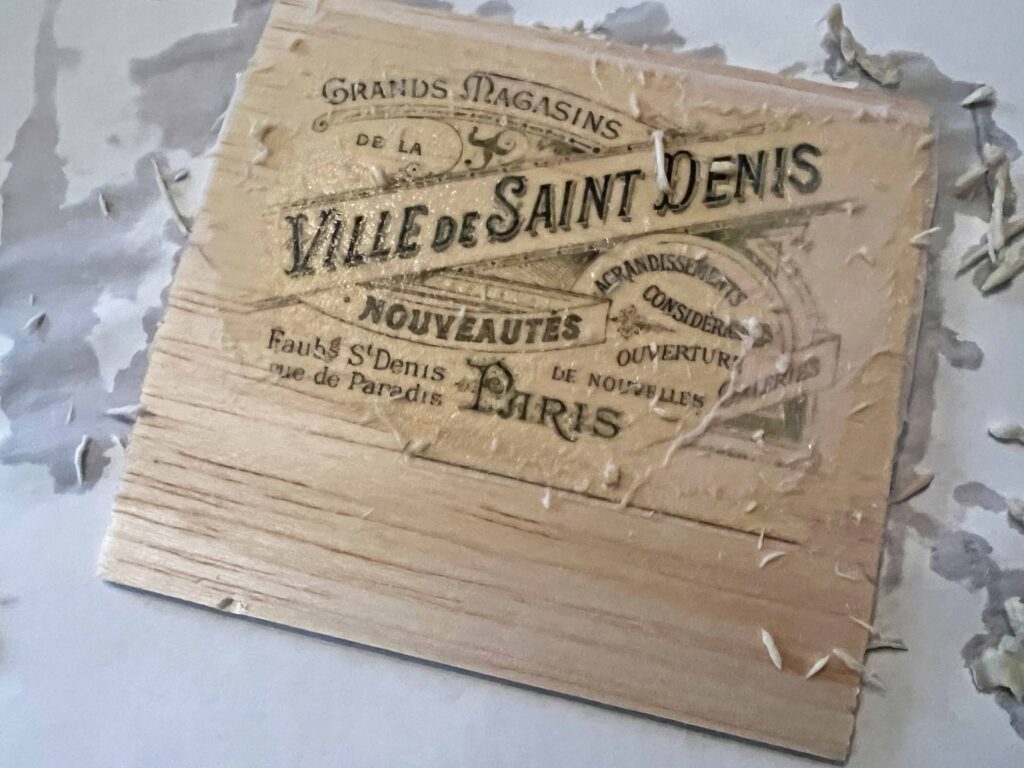 GRANDS MAGASINS
DE LA
VILLE DE SAINT DENIS
NOUVEAUTÉS
AGRANDISSEMENTS
OUVERTURE
DE NOUVELLES GALERIES
Faubg St Denis
rue de Paradis
PARIS